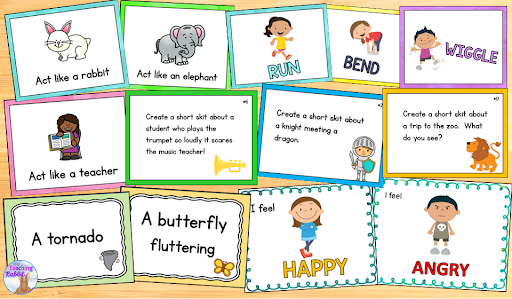 Act like a rabbit
Act like an elephant
RUN
BEND
WIGGLE
Act like a teacher
+6
Create a short skit about a
student who plays the
trumpet so loudly it scares
the music teacher!
+2
Create a short skit about
a knight meeting a
dragon.
+2
Create a short skit about
a trip to the zoo.  What
do you see?
A tornado
A butterfly
fluttering
I feel
HAPPY
I feel
ANGRY
Teaching
Rabbit